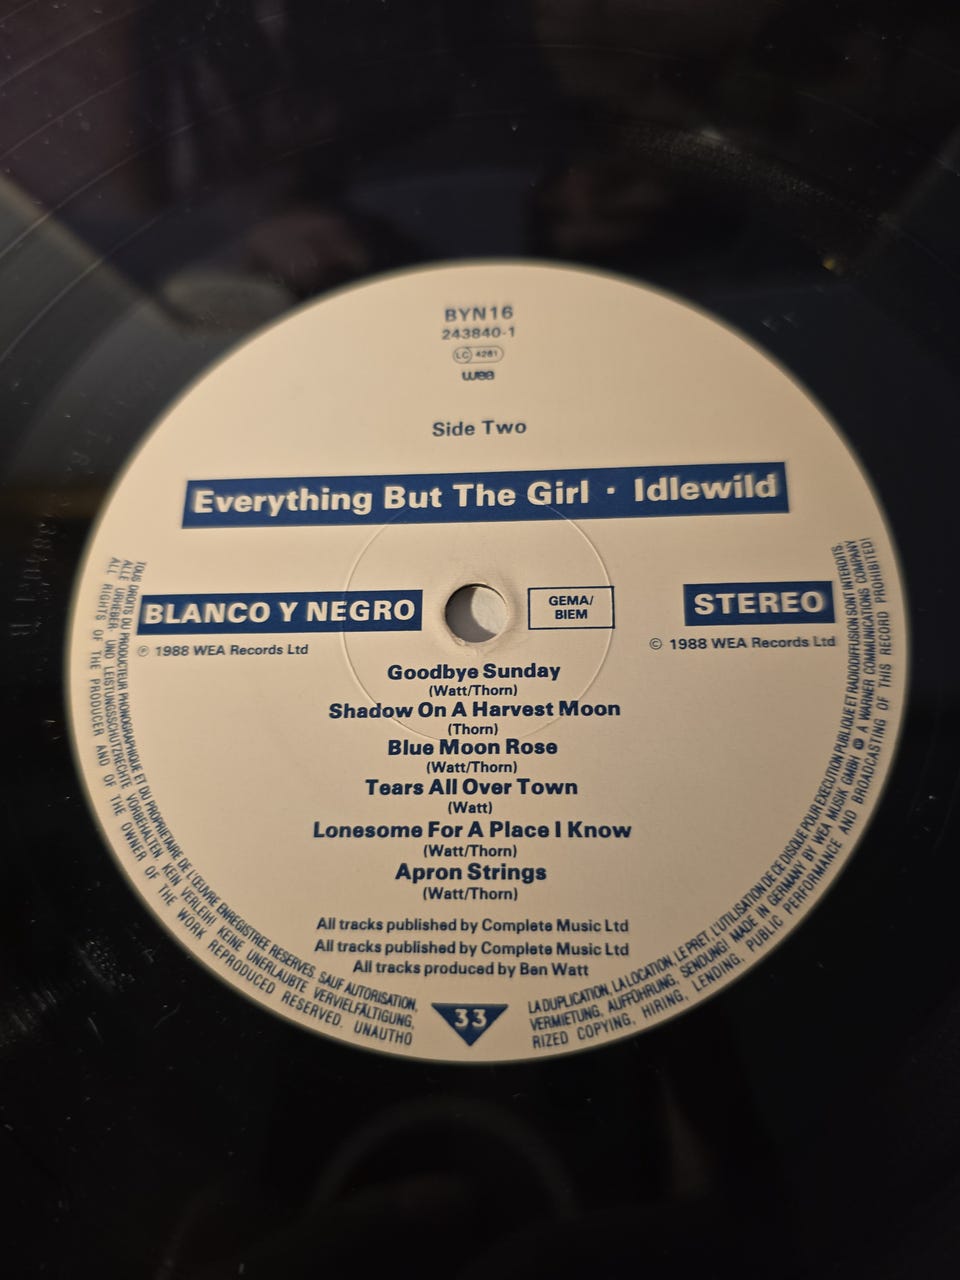 BYN16
243840-1
LC 4281
wea
Side Two
Everything But The Girl · Idlewild
BLANCO Y NEGRO
GEMA/
BIEM
STEREO
℗ 1988 WEA Records Ltd
© 1988 WEA Records Ltd
Goodbye Sunday
(Watt/Thorn)
Shadow On A Harvest Moon
(Thorn)
Blue Moon Rose
(Watt/Thorn)
Tears All Over Town
(Watt)
Lonesome For A Place I Know
(Watt/Thorn)
Apron Strings
(Watt/Thorn)
All tracks published by Complete Music Ltd
All tracks published by Complete Music Ltd
All tracks produced by Ben Watt
33
TOUS DROITS DU PRODUCTEUR PHONOGRAPHIQUE ET DU PROPRIETAIRE DE L'ŒUVRE ENREGISTREE RESERVES. SAUF AUTORISATION, LA DUPLICATION, LA LOCATION, LE PRET, L'UTILISATION DE CE DISQUE POUR EXECUTION PUBLIQUE ET RADIODIFFUSION SONT INTERDITS.
ALLE URHEBER- UND LEISTUNGSSCHUTZRECHTE VORBEHALTEN. KEIN VERLEIH! KEINE UNERLAUBTE VERVIELFÄLTIGUNG, VERMIETUNG, AUFFÜHRUNG, SENDUNG! MADE IN GERMANY BY WEA MUSIK GMBH A WARNER COMMUNICATIONS COMPANY
ALL RIGHTS OF THE PRODUCER AND OF THE OWNER OF THE WORK REPRODUCED RESERVED. UNAUTHORIZED COPYING, HIRING, LENDING, PUBLIC PERFORMANCE AND BROADCASTING OF THIS RECORD PROHIBITED!